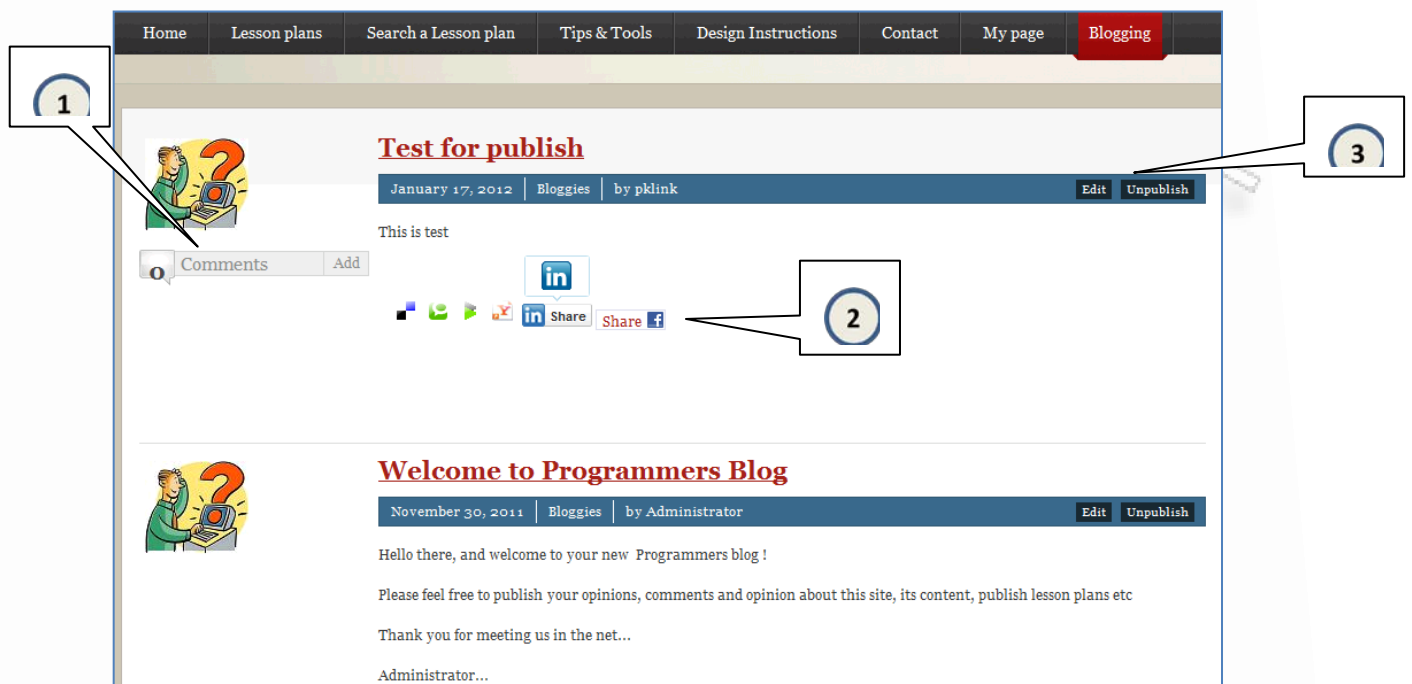 Home Lesson plans Search a Lesson plan Tips & Tools Design Instructions Contact My page Blogging
1
Test for publish
3
January 17, 2012 Bloggies by pklink Edit Unpublish
This is test
0 Comments Add
in
2
in Share Share f
Welcome to Programmers Blog
November 30, 2011 Bloggies by Administrator Edit Unpublish
Hello there, and welcome to your new Programmers blog !
Please feel free to publish your opinions, comments and opinion about this site, its content, publish lesson plans etc
Thank you for meeting us in the net...
Administrator...